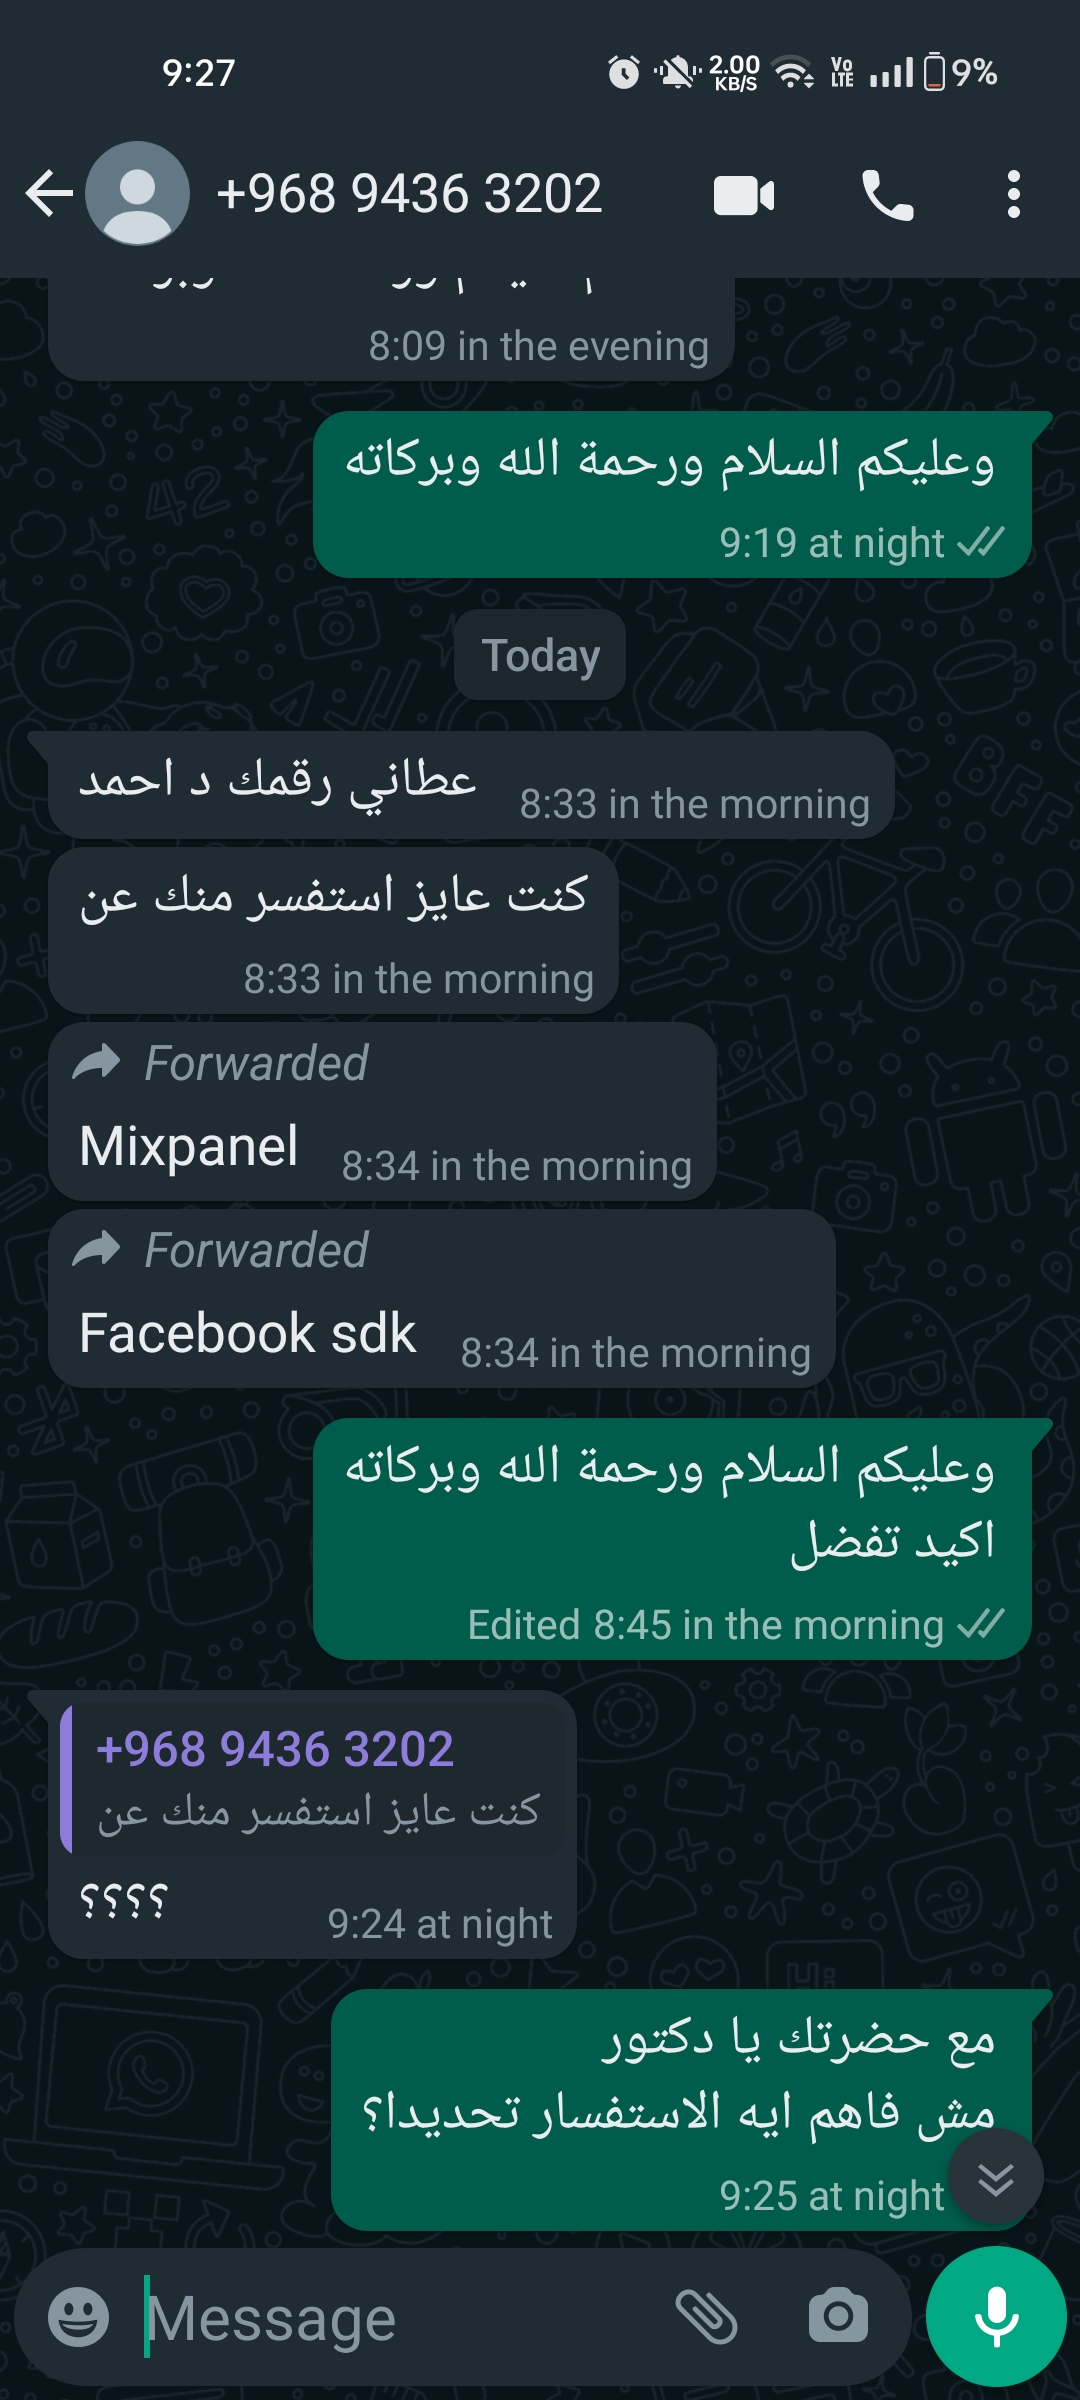 9:27
2.00 KB/S
Vo LTE
9%
+968 9436 3202
8:09 in the evening
وعليكم السلام ورحمة الله وبركاته
9:19 at night
Today
عطاني رقمك د احمد
8:33 in the morning
كنت عايز استفسر منك عن
8:33 in the morning
Forwarded
Mixpanel
8:34 in the morning
Forwarded
Facebook sdk
8:34 in the morning
وعليكم السلام ورحمة الله وبركاته
اكيد تفضل
Edited 8:45 in the morning
+968 9436 3202
كنت عايز استفسر منك عن
؟؟؟؟
9:24 at night
مع حضرتك يا دكتور
مش فاهم ايه الاستفسار تحديدا؟
9:25 at night
Message